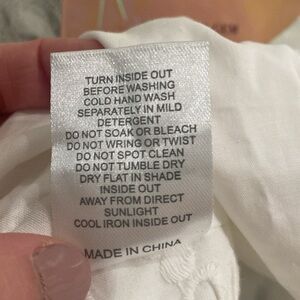 TURN INSIDE OUT
BEFORE WASHING
COLD HAND WASH
SEPARATELY IN MILD
DETERGENT
DO NOT SOAK OR BLEACH
DO NOT WRING OR TWIST
DO NOT SPOT CLEAN
DO NOT TUMBLE DRY
DRY FLAT IN SHADE
INSIDE OUT
AWAY FROM DIRECT
SUNLIGHT
COOL IRON INSIDE OUT
MADE IN CHINA